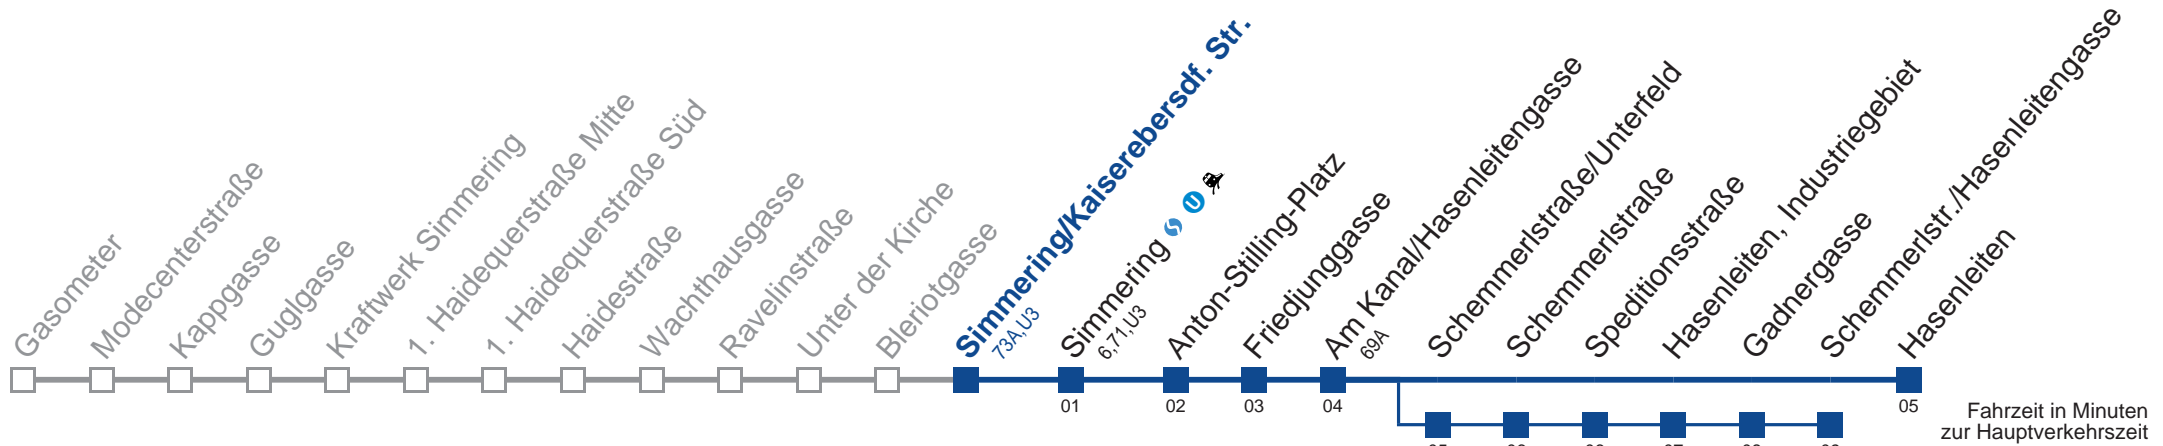 Gasometer
Modecenterstraße
Kappgasse
Guglgasse
Kraftwerk Simmering
1. Haidequerstraße Mitte
1. Haidequerstraße Süd
Haidestraße
Wachthausgasse
Ravelinstraße
Unter der Kirche
Bleriotgasse
Simmering/Kaiserebersdf. Str.
73A,U3
Simmering S U
6,71,U3
Anton-Stilling-Platz
Friedjunggasse
Am Kanal/Hasenleitengasse
69A
Schemmerlstraße/Unterfeld
Schemmerlstraße
Speditionsstraße
Hasenleiten, Industriegebiet
Gadnergasse
Schemmerlstr./Hasenleitengasse
Hasenleiten
01 02 03 04 05
Fahrzeit in Minuten
zur Hauptverkehrszeit